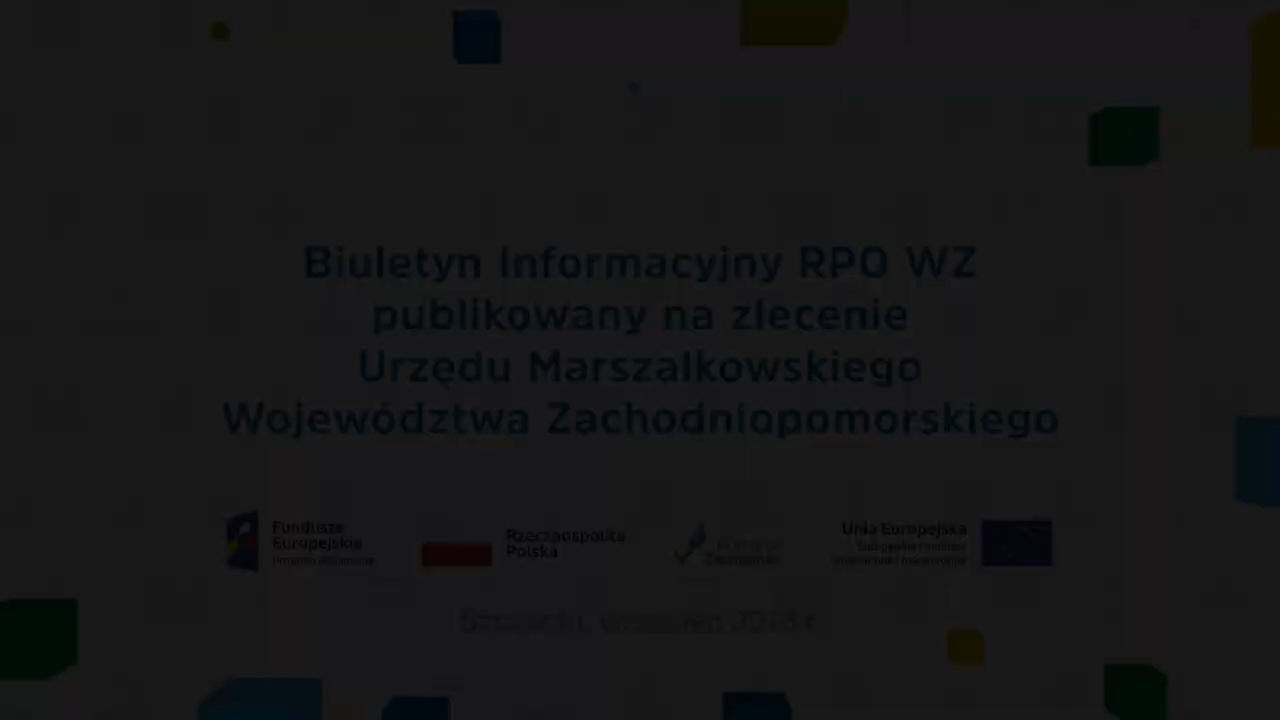 Biuletyn Informacyjny RPO WZ
publikowany na zlecenie
Urzędu Marszałkowskiego
Województwa Zachodniopomorskiego
Fundusze
Europejskie
Rzeczpospolita
Polska
Unia Europejska